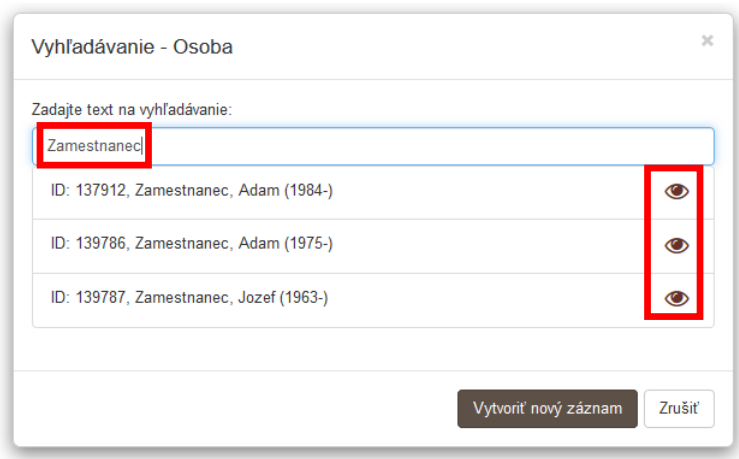 Vyhľadávanie - Osoba
×
Zadajte text na vyhľadávanie:
Zamestnanec
ID: 137912, Zamestnanec, Adam (1984-)
ID: 139786, Zamestnanec, Adam (1975-)
ID: 139787, Zamestnanec, Jozef (1963-)
Vytvoriť nový záznam Zrušiť